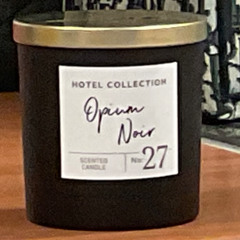 HOTEL COLLECTION
Opium
Noir
SCENTED
CANDLE
No: 27